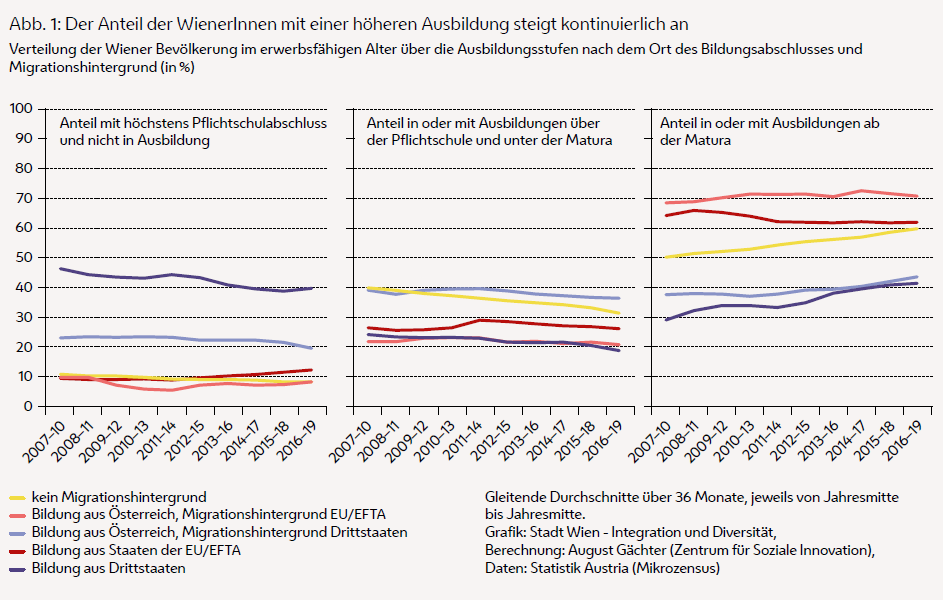 Abb. 1: Der Anteil der WienerInnen mit einer höheren Ausbildung steigt kontinuierlich an
Verteilung der Wiener Bevölkerung im erwerbsfähigen Alter über die Ausbildungsstufen nach dem Ort des Bildungsabschlusses und
Migrationshintergrund (in %)
100
90
80
70
60
50
40
30
20
10
0
Anteil mit höchstens Pflichtschulabschluss
und nicht in Ausbildung
Anteil in oder mit Ausbildungen über
der Pflichtschule und unter der Matura
Anteil in oder mit Ausbildungen ab
der Matura
2007–10
2008–11
2009–12
2010–13
2011–14
2012–15
2013–16
2014–17
2015–18
2016–19
2007–10
2008–11
2009–12
2010–13
2011–14
2012–15
2013–16
2014–17
2015–18
2016–19
2007–10
2008–11
2009–12
2010–13
2011–14
2012–15
2013–16
2014–17
2015–18
2016–19
kein Migrationshintergrund
Bildung aus Österreich, Migrationshintergrund EU/EFTA
Bildung aus Österreich, Migrationshintergrund Drittstaaten
Bildung aus Staaten der EU/EFTA
Bildung aus Drittstaaten
Gleitende Durchschnitte über 36 Monate, jeweils von Jahresmitte
bis Jahresmitte.
Grafik: Stadt Wien - Integration und Diversität,
Berechnung: August Gächter (Zentrum für Soziale Innovation),
Daten: Statistik Austria (Mikrozensus)